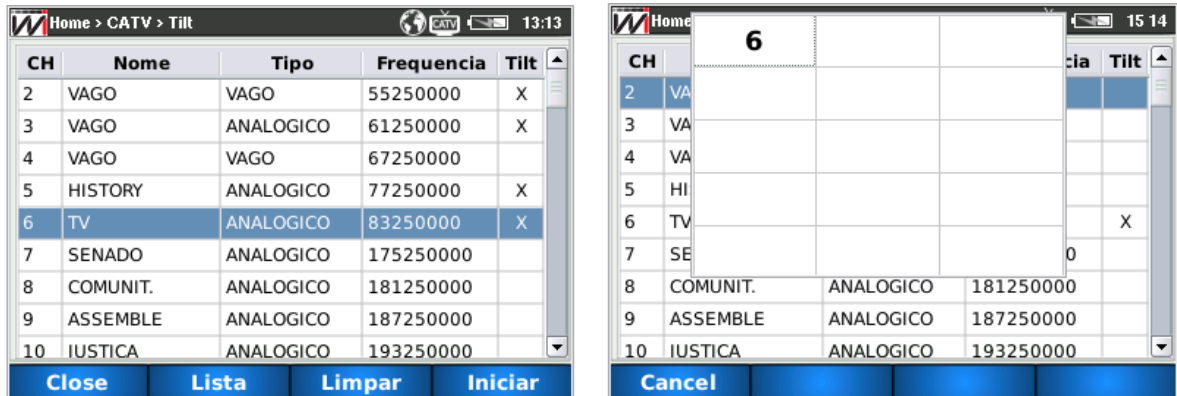 Home > CATV > Tilt CATV 13:13
CH Nome Tipo Frequencia Tilt
2 VAGO VAGO 55250000 X
3 VAGO ANALOGICO 61250000 X
4 VAGO VAGO 67250000
5 HISTORY ANALOGICO 77250000 X
6 TV ANALOGICO 83250000 X
7 SENADO ANALOGICO 175250000
8 COMUNIT. ANALOGICO 181250000
9 ASSEMBLE ANALOGICO 187250000
10 IUSTICA ANALOGICO 193250000
Close Lista Limpar Iniciar
Home 15 14
6
CH cia Tilt
2 VA
3 VA
4 VA
5 HI
6 TV X
7 SE 0
8 COMUNIT. ANALOGICO 181250000
9 ASSEMBLE ANALOGICO 187250000
10 IUSTICA ANALOGICO 193250000
Cancel